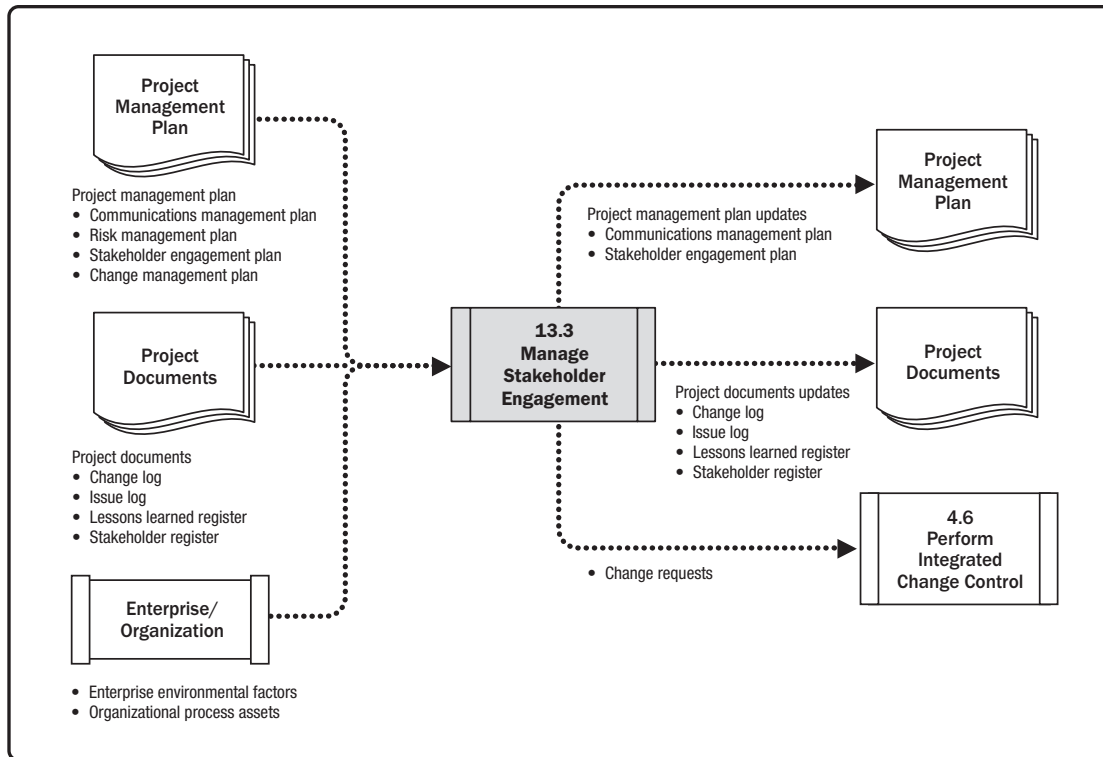 Project
Management
Plan
Project management plan
• Communications management plan
• Risk management plan
• Stakeholder engagement plan
• Change management plan
Project
Documents
Project documents
• Change log
• Issue log
• Lessons learned register
• Stakeholder register
Enterprise/
Organization
• Enterprise environmental factors
• Organizational process assets
13.3
Manage
Stakeholder
Engagement
Project management plan updates
• Communications management plan
• Stakeholder engagement plan
Project
Management
Plan
Project documents updates
• Change log
• Issue log
• Lessons learned register
• Stakeholder register
Project
Documents
• Change requests
4.6
Perform
Integrated
Change Control